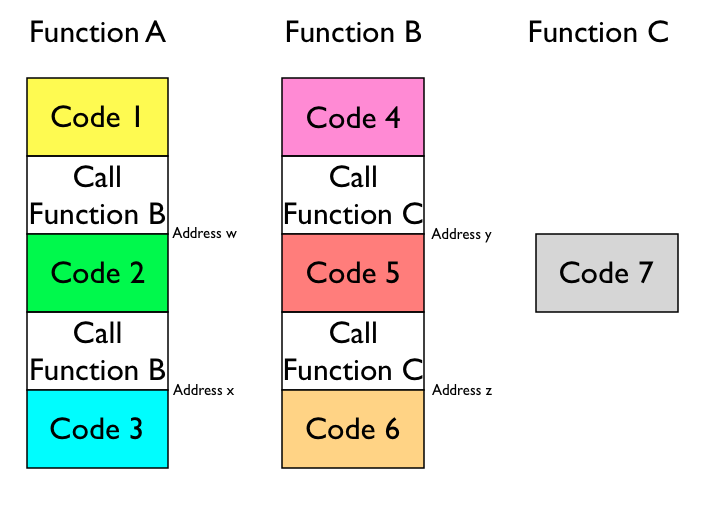 Function A
Function B
Function C
Code 1
Call
Function B
Address w
Code 2
Call
Function B
Address x
Code 3
Code 4
Call
Function C
Address y
Code 5
Call
Function C
Address z
Code 6
Code 7